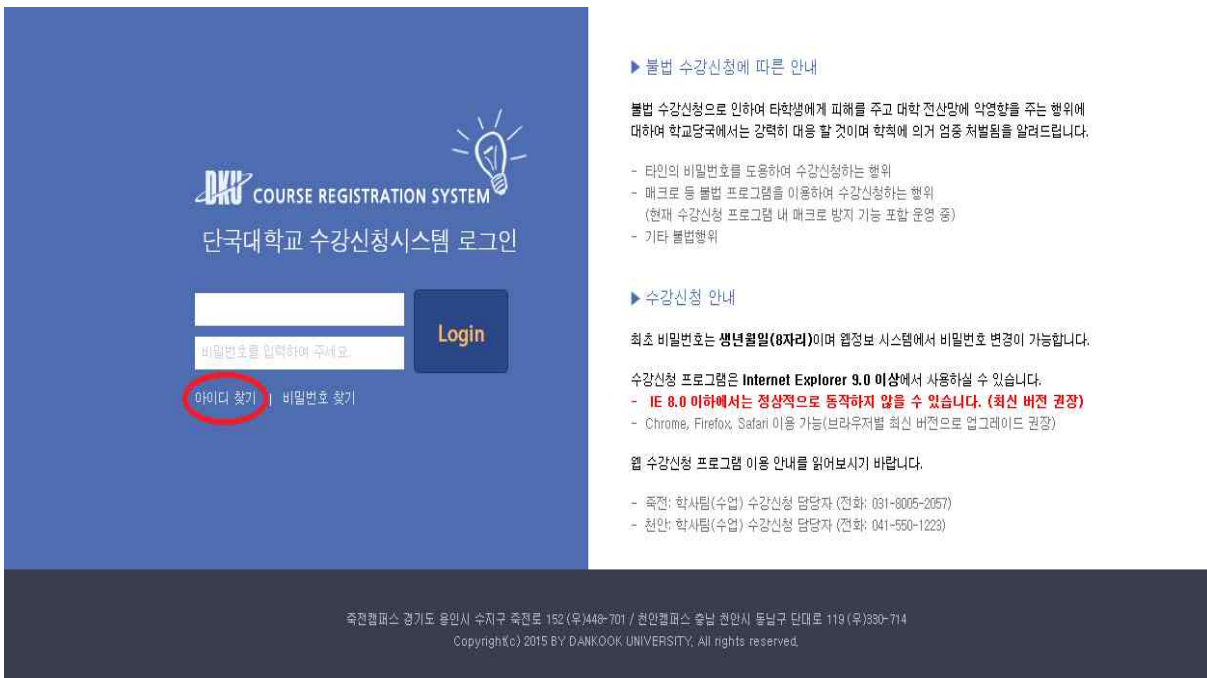 DKU COURSE REGISTRATION SYSTEM
단국대학교 수강신청시스템 로그인
비밀번호를 입력하여 주세요.
Login
아이디 찾기 | 비밀번호 찾기
▶ 불법 수강신청에 따른 안내
불법 수강신청으로 인하여 타학생에게 피해를 주고 대학 전산망에 악영향을 주는 행위에
대하여 학교당국에서는 강력히 대응 할 것이며 학칙에 의거 엄중 처벌됨을 알려드립니다.
- 타인의 비밀번호를 도용하여 수강신청하는 행위
- 매크로 등 불법 프로그램을 이용하여 수강신청하는 행위
(현재 수강신청 프로그램 내 매크로 방지 기능 포함 운영 중)
- 기타 불법행위
▶ 수강신청 안내
최초 비밀번호는 생년월일(8자리)이며 웹정보 시스템에서 비밀번호 변경이 가능합니다.
수강신청 프로그램은 Internet Explorer 9.0 이상에서 사용하실 수 있습니다.
- IE 8.0 이하에서는 정상적으로 동작하지 않을 수 있습니다. (최신 버전 권장)
- Chrome, Firefox, Safari 이용 가능(브라우저별 최신 버전으로 업그레이드 권장)
웹 수강신청 프로그램 이용 안내를 읽어보시기 바랍니다.
- 죽전: 학사팀(수업) 수강신청 담당자 (전화: 031-8005-2057)
- 천안: 학사팀(수업) 수강신청 담당자 (전화: 041-550-1223)
죽전캠퍼스 경기도 용인시 수지구 죽전로 152 (우)448-701 / 천안캠퍼스 충남 천안시 동남구 단대로 119 (우)330-714
Copyright(c) 2015 BY DANKOOK UNIVERSITY, All rights reserved,